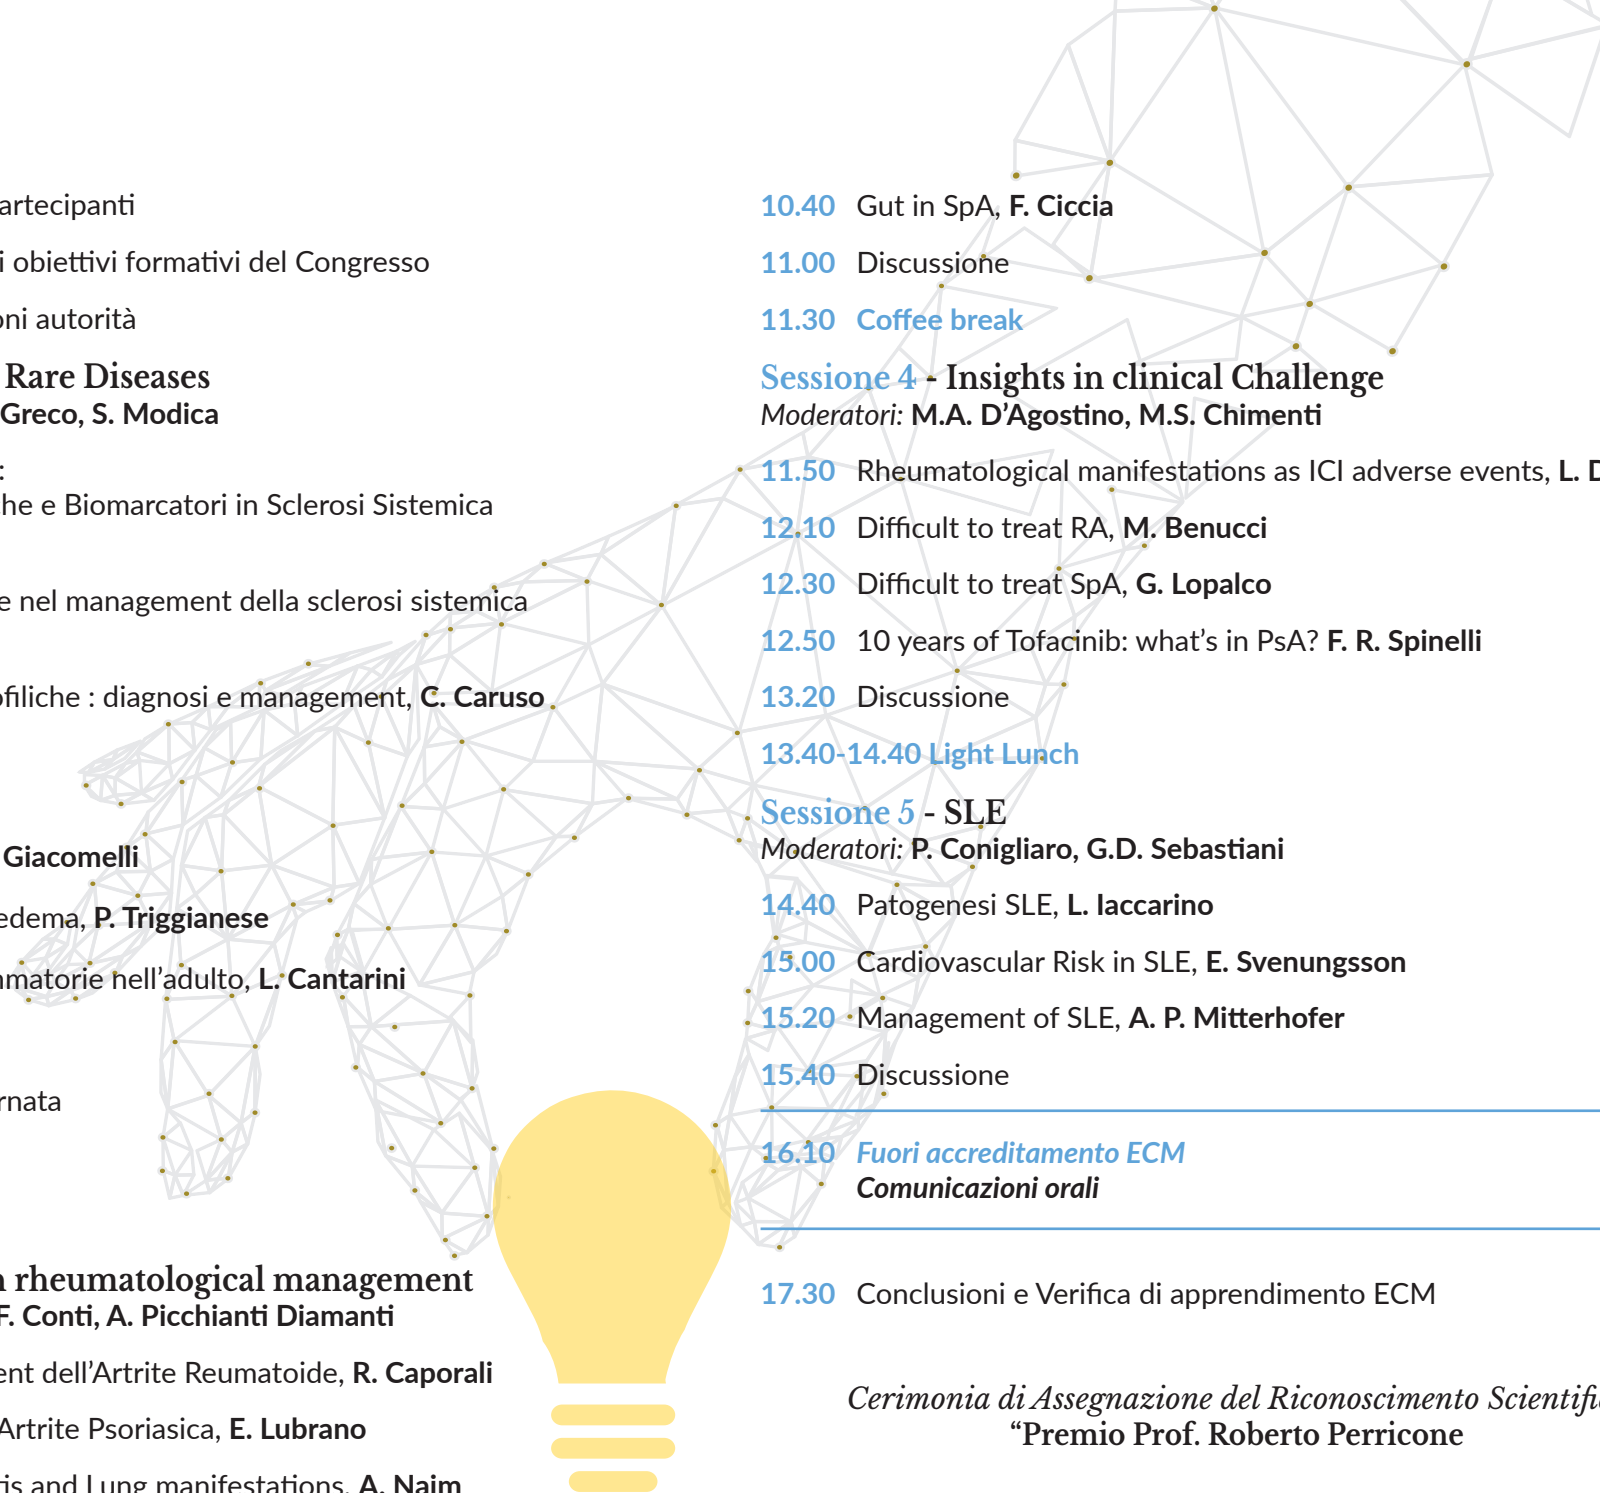 artecipanti
i obiettivi formativi del Congresso
oni autorità
Rare Diseases
Greco, S. Modica
:
che e Biomarcatori in Sclerosi Sistemica
e nel management della sclerosi sistemica
ofiliche : diagnosi e management, C. Caruso
Giacomelli
edema, P. Triggianese
mmatorie nell'adulto, L. Cantarini
rnata
n rheumatological management
F. Conti, A. Picchianti Diamanti
ent dell'Artrite Reumatoide, R. Caporali
Artrite Psoriasica, E. Lubrano
tis and Lung manifestations, A. Naim
10.40 Gut in SpA, F. Ciccia
11.00 Discussione
11.30 Coffee break
Sessione 4 - Insights in clinical Challenge
Moderatori: M.A. D'Agostino, M.S. Chimenti
11.50 Rheumatological manifestations as ICI adverse events, L. D
12.10 Difficult to treat RA, M. Benucci
12.30 Difficult to treat SpA, G. Lopalco
12.50 10 years of Tofacinib: what's in PsA? F. R. Spinelli
13.20 Discussione
13.40-14.40 Light Lunch
Sessione 5 - SLE
Moderatori: P. Conigliaro, G.D. Sebastiani
14.40 Patogenesi SLE, L. Iaccarino
15.00 Cardiovascular Risk in SLE, E. Svenungsson
15.20 Management of SLE, A. P. Mitterhofer
15.40 Discussione
16.10 Fuori accreditamento ECM
Comunicazioni orali
17.30 Conclusioni e Verifica di apprendimento ECM
Cerimonia di Assegnazione del Riconoscimento Scientifi
“Premio Prof. Roberto Perricone